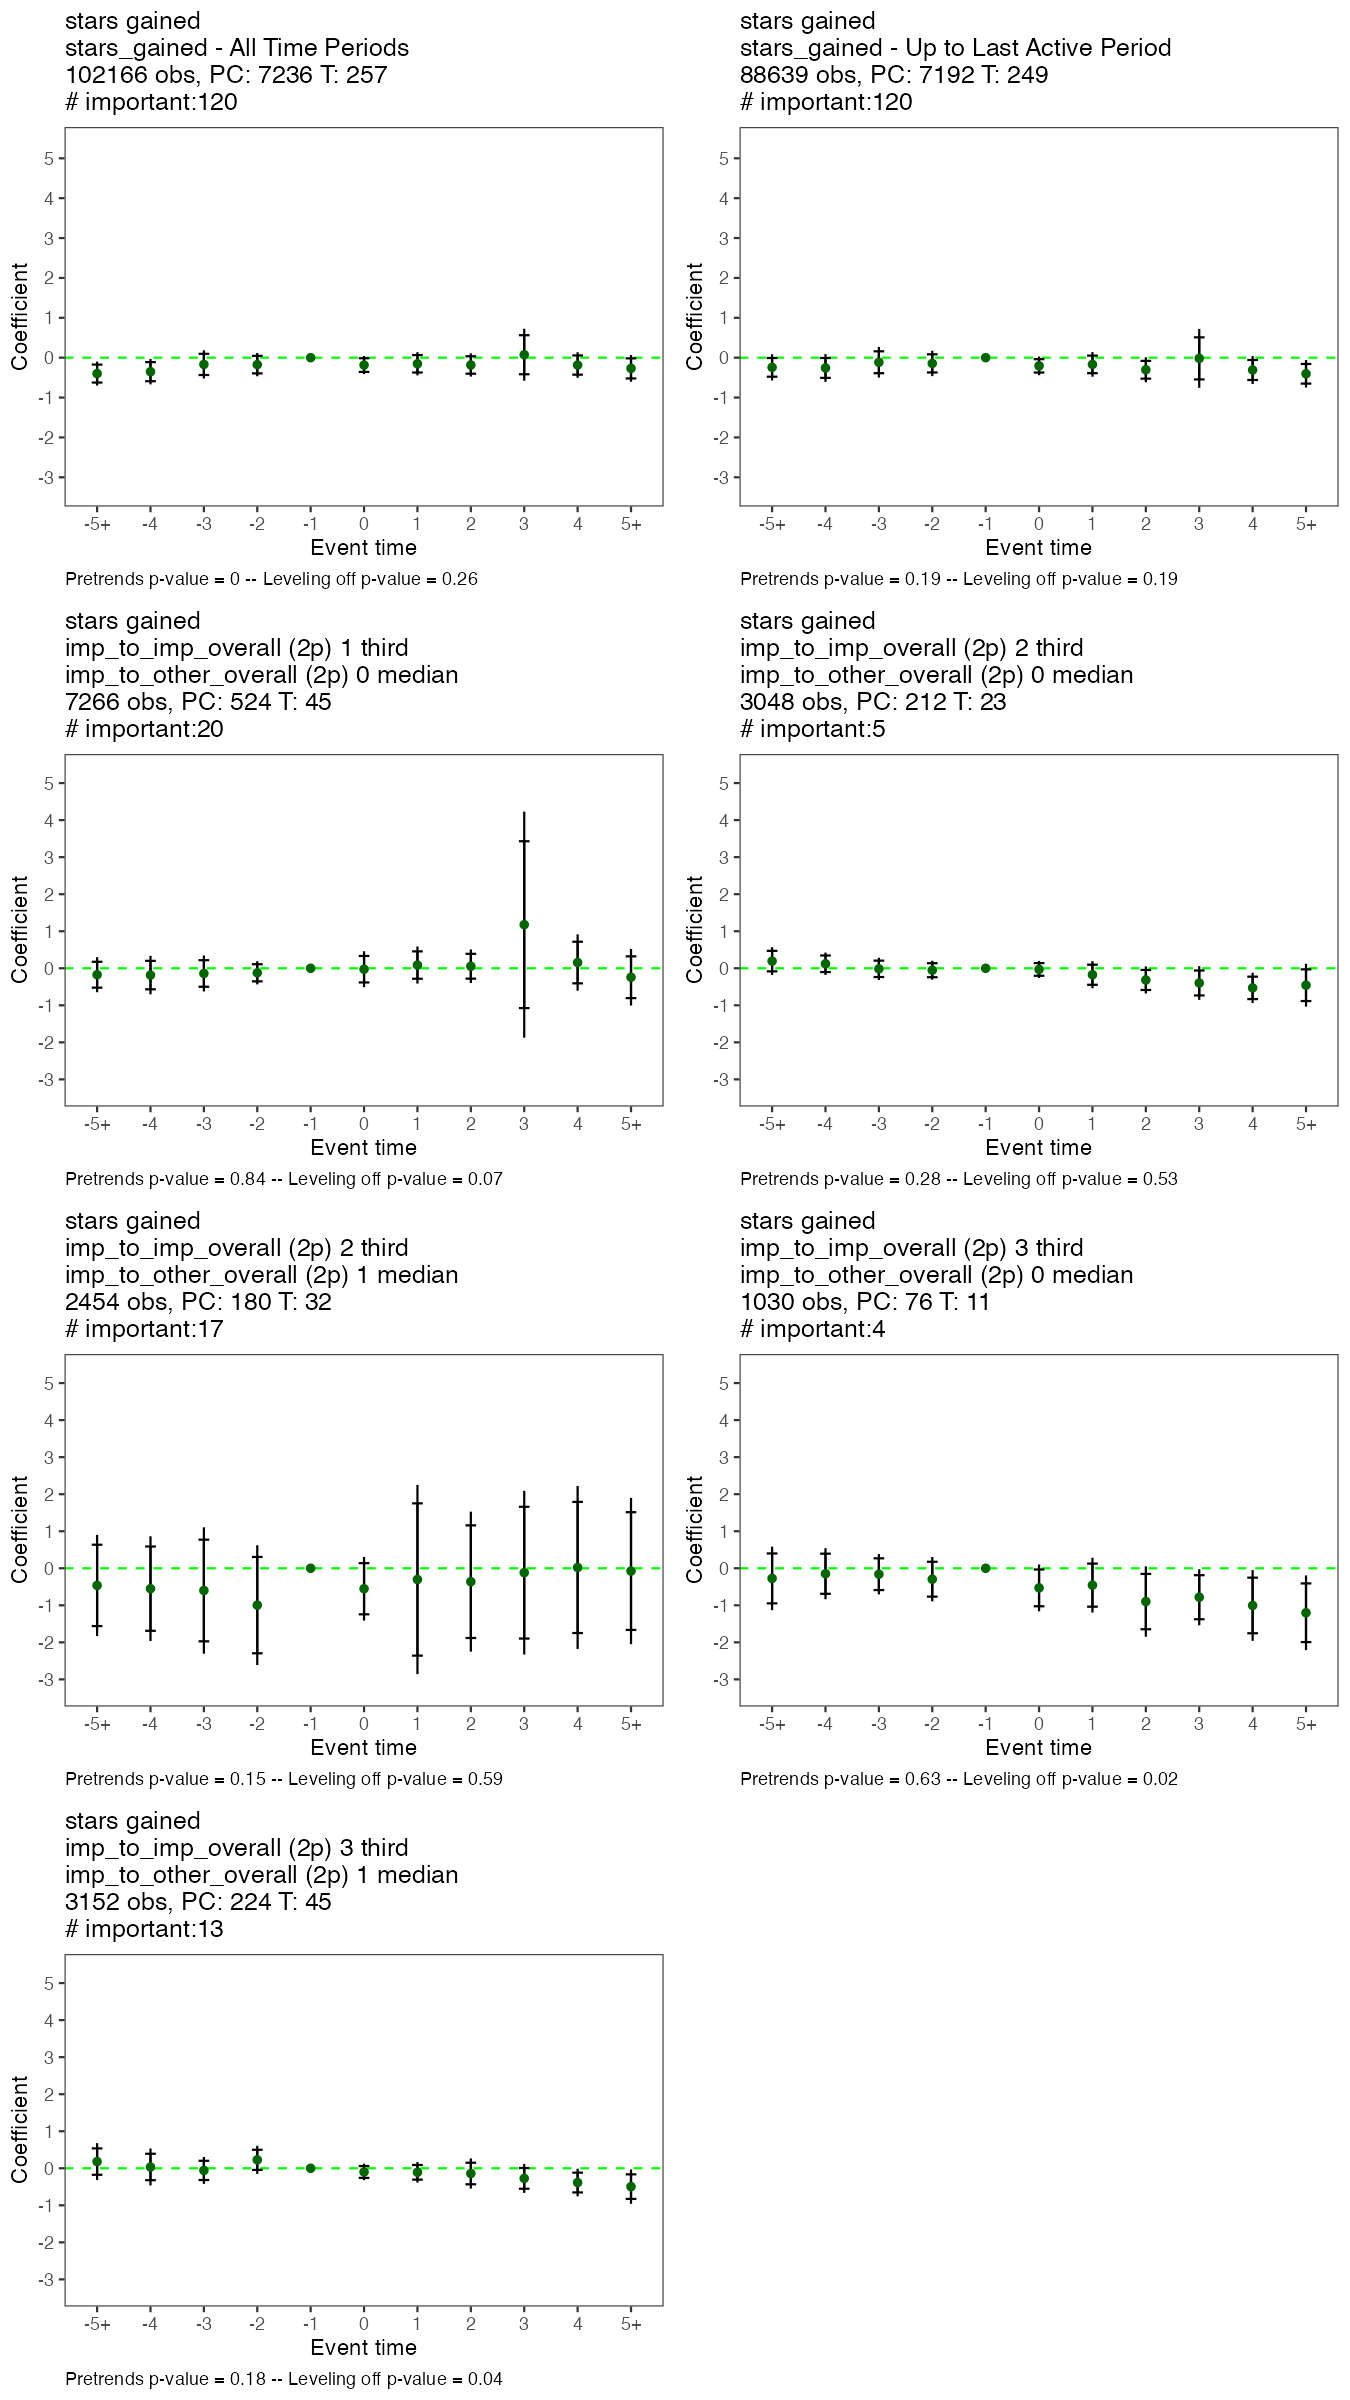 stars gained
stars_gained - All Time Periods
102166 obs, PC: 7236 T: 257
# important:120
5
4
3
2
1
0
-1
-2
-3
Coefficient
-5+ -4 -3 -2 -1 0 1 2 3 4 5+
Event time
Pretrends p-value = 0 -- Leveling off p-value = 0.26
stars gained
stars_gained - Up to Last Active Period
88639 obs, PC: 7192 T: 249
# important:120
5
4
3
2
1
0
-1
-2
-3
Coefficient
-5+ -4 -3 -2 -1 0 1 2 3 4 5+
Event time
Pretrends p-value = 0.19 -- Leveling off p-value = 0.19
stars gained
imp_to_imp_overall (2p) 1 third
imp_to_other_overall (2p) 0 median
7266 obs, PC: 524 T: 45
# important:20
5
4
3
2
1
0
-1
-2
-3
Coefficient
-5+ -4 -3 -2 -1 0 1 2 3 4 5+
Event time
Pretrends p-value = 0.84 -- Leveling off p-value = 0.07
stars gained
imp_to_imp_overall (2p) 2 third
imp_to_other_overall (2p) 0 median
3048 obs, PC: 212 T: 23
# important:5
5
4
3
2
1
0
-1
-2
-3
Coefficient
-5+ -4 -3 -2 -1 0 1 2 3 4 5+
Event time
Pretrends p-value = 0.28 -- Leveling off p-value = 0.53
stars gained
imp_to_imp_overall (2p) 2 third
imp_to_other_overall (2p) 1 median
2454 obs, PC: 180 T: 32
# important:17
5
4
3
2
1
0
-1
-2
-3
Coefficient
-5+ -4 -3 -2 -1 0 1 2 3 4 5+
Event time
Pretrends p-value = 0.15 -- Leveling off p-value = 0.59
stars gained
imp_to_imp_overall (2p) 3 third
imp_to_other_overall (2p) 0 median
1030 obs, PC: 76 T: 11
# important:4
5
4
3
2
1
0
-1
-2
-3
Coefficient
-5+ -4 -3 -2 -1 0 1 2 3 4 5+
Event time
Pretrends p-value = 0.63 -- Leveling off p-value = 0.02
stars gained
imp_to_imp_overall (2p) 3 third
imp_to_other_overall (2p) 1 median
3152 obs, PC: 224 T: 45
# important:13
5
4
3
2
1
0
-1
-2
-3
Coefficient
-5+ -4 -3 -2 -1 0 1 2 3 4 5+
Event time
Pretrends p-value = 0.18 -- Leveling off p-value = 0.04